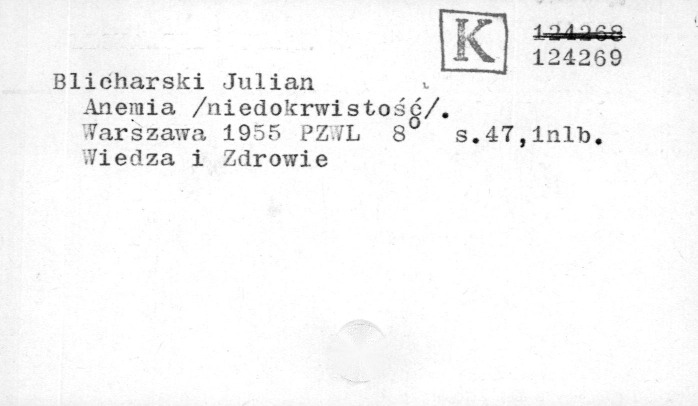 K
124268
124269
Blicharski Julian
Anemia /niedokrwistość/.
Warszawa 1955 PZWL 8° s.47,1nlb.
Wiedza i Zdrowie